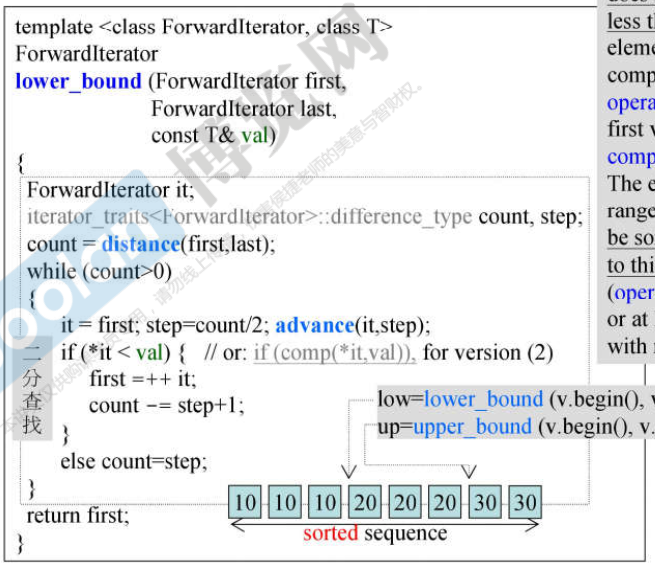 template <class ForwardIterator, class T>
ForwardIterator
lower_bound (ForwardIterator first,
ForwardIterator last,
const T& val)
{
ForwardIterator it;
iterator_traits<ForwardIterator>::difference_type count, step;
count = distance(first,last);
while (count>0)
{
it = first; step=count/2; advance(it,step);
if (*it < val) { // or: if (comp(*it,val)), for version (2)
first =++ it;
count -= step+1;
}
else count=step;
}
return first;
}
二分查找
low=lower_bound (v.begin(), v
up=upper_bound (v.begin(), v.
10 10 10 20 20 20 30 30
sorted sequence
less t
eleme
comp
opera
first v
comp
The e
range
be so
to thi
(oper
or at
with
博览网
boolan